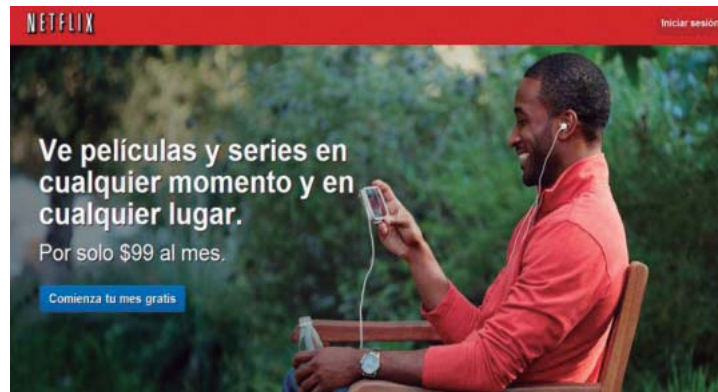 NETFLIX
Iniciar sesión
Ve películas y series en
cualquier momento y en
cualquier lugar.
Por solo $99 al mes.
Comienza tu mes gratis